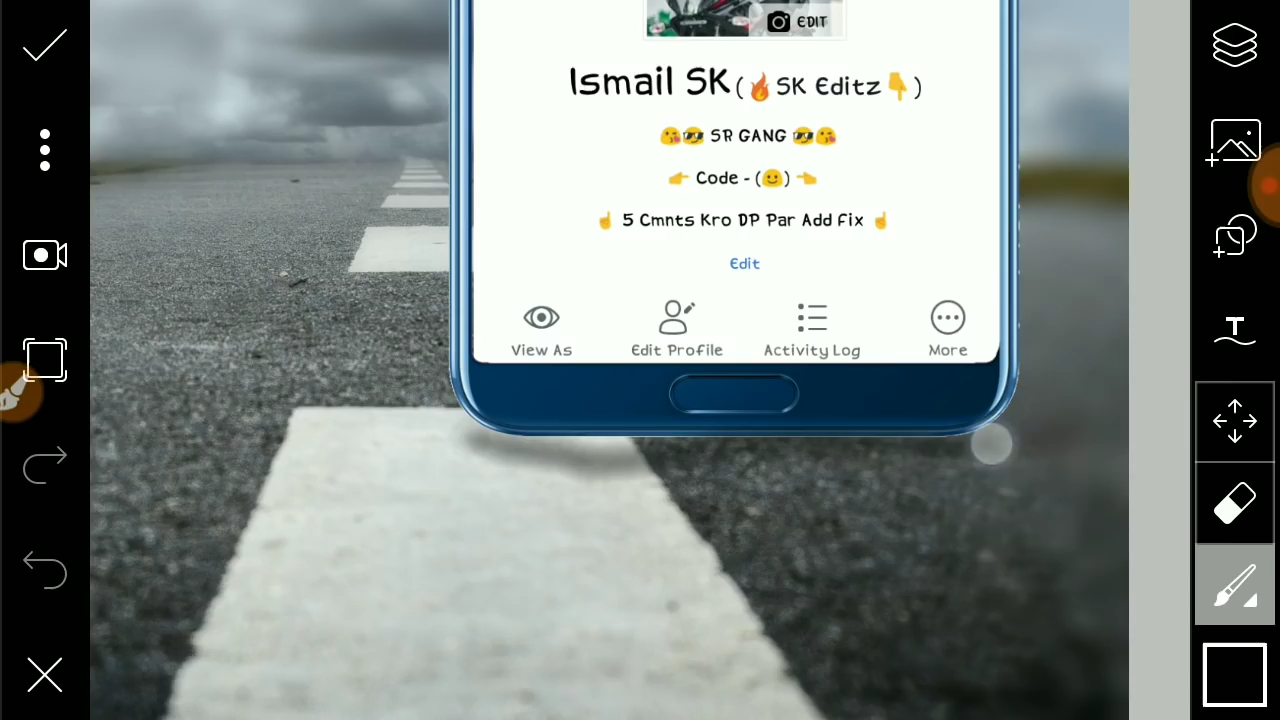 EDIT
Ismail SK (🔥SK Editz👇)
😘😎 SR GANG 😎😘
👉 Code - (🙂) 👈
☝ 5 Cmnts Kro DP Par Add Fix ☝
Edit
View As Edit Profile Activity Log More
T